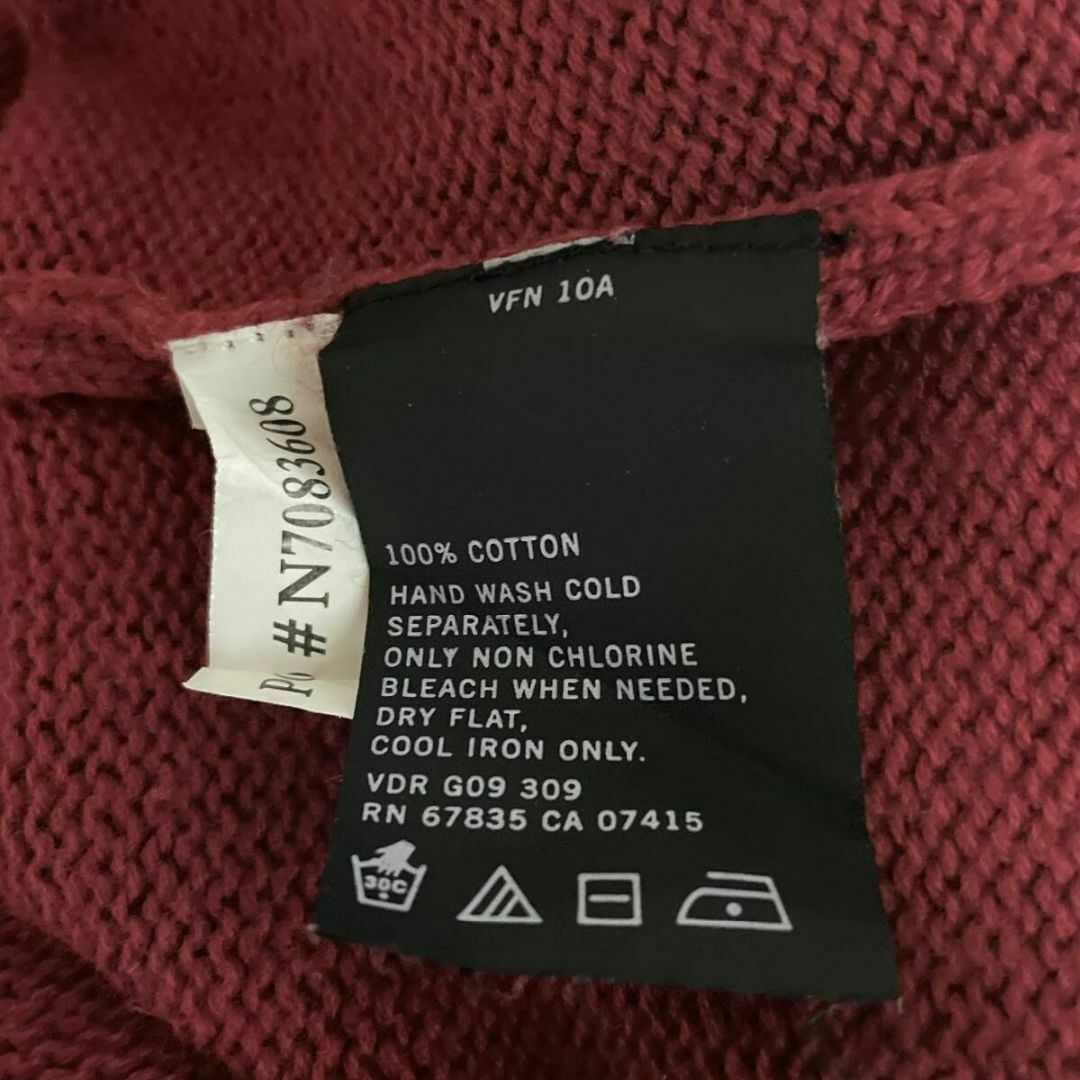 VFN 10A
100% COTTON
HAND WASH COLD
SEPARATELY,
ONLY NON CHLORINE
BLEACH WHEN NEEDED,
DRY FLAT,
COOL IRON ONLY.
VDR G09 309
RN 67835 CA 07415
30C
# N7083608